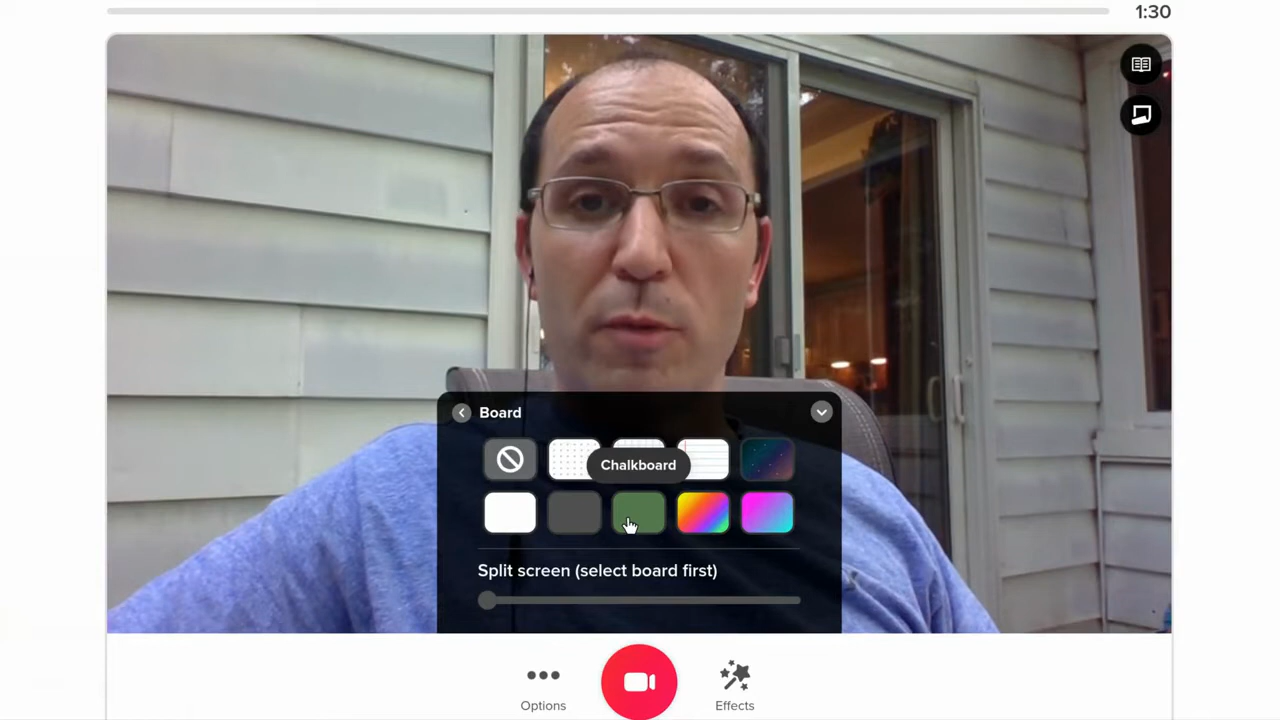 1:30
Board
Chalkboard
Split screen (select board first)
Options
Effects